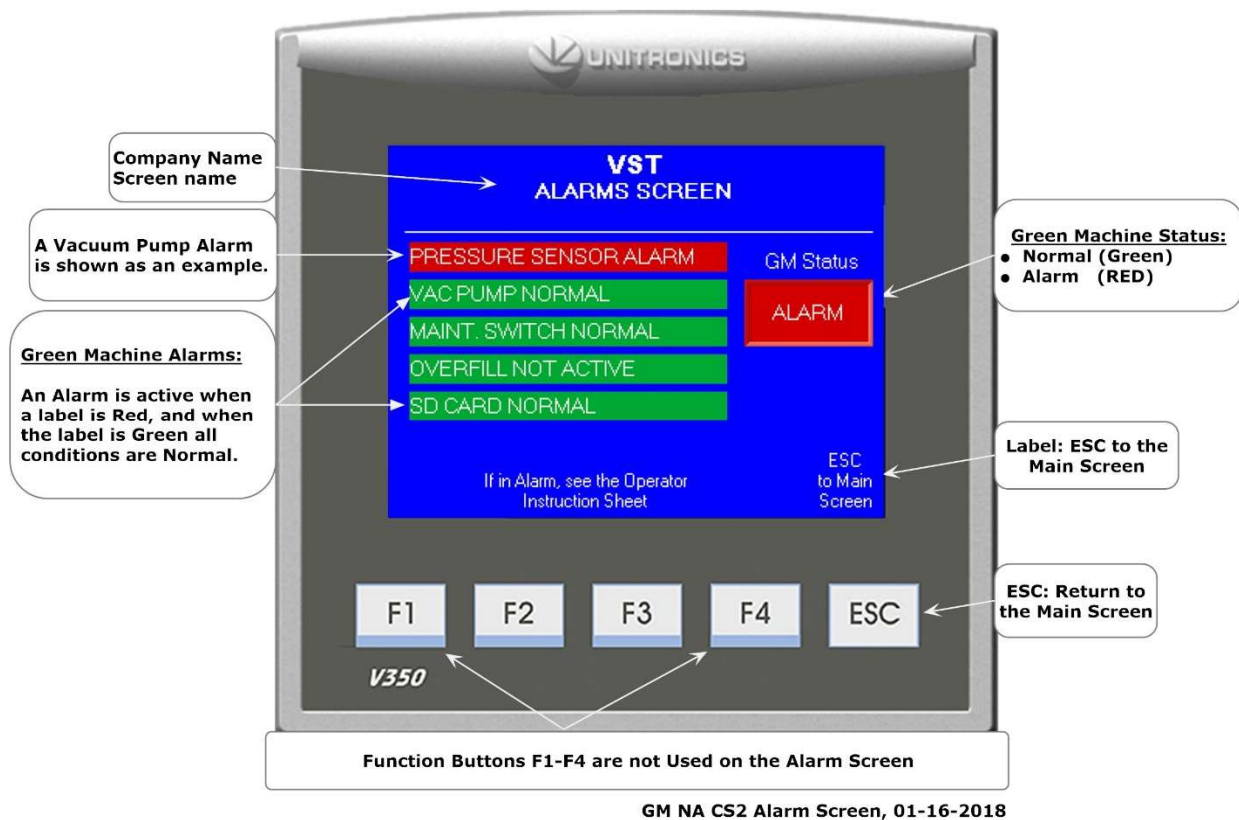 UNITRONICS
Company Name
Screen name
VST
ALARMS SCREEN
A Vacuum Pump Alarm
is shown as an example.
PRESSURE SENSOR ALARM
VAC PUMP NORMAL
MAINT. SWITCH NORMAL
OVERFILL NOT ACTIVE
SD CARD NORMAL
GM Status
ALARM
Green Machine Status:
• Normal (Green)
• Alarm (RED)
Green Machine Alarms:
An Alarm is active when
a label is Red, and when
the label is Green all
conditions are Normal.
If in Alarm, see the Operator
Instruction Sheet
ESC
to Main
Screen
Label: ESC to the
Main Screen
F1 F2 F3 F4 ESC
ESC: Return to
the Main Screen
V350
Function Buttons F1-F4 are not Used on the Alarm Screen
GM NA CS2 Alarm Screen, 01-16-2018